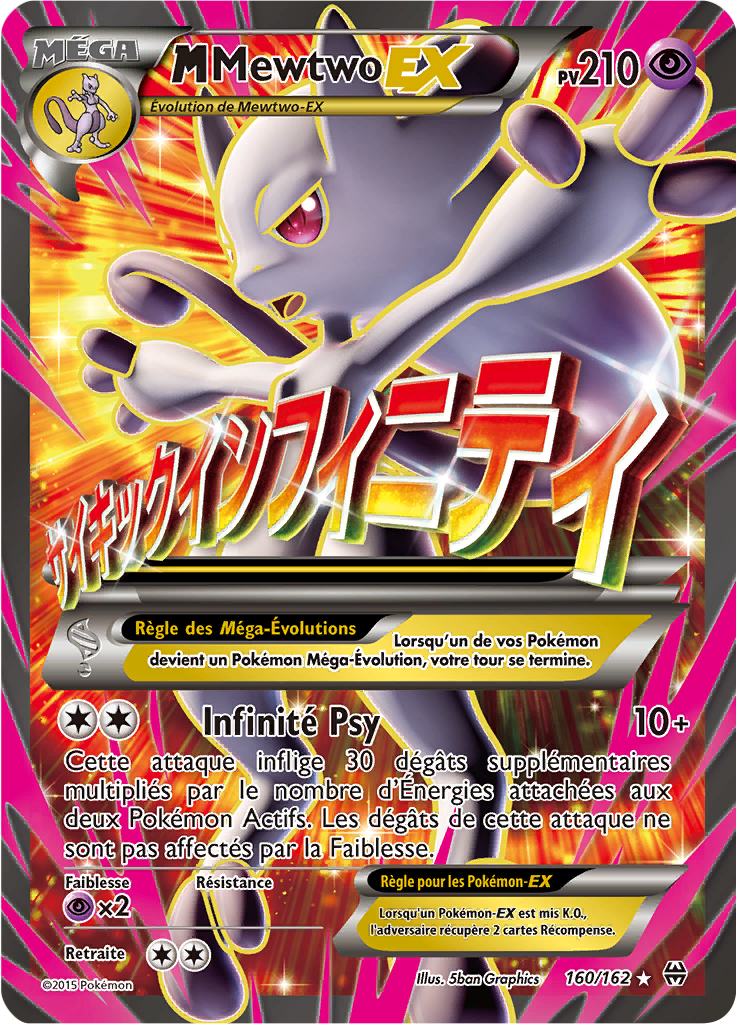 MÉGA
M Mewtwo EX
PV210
Évolution de Mewtwo-EX
サイキックインフィニティ
Règle des Méga-Évolutions
Lorsqu'un de vos Pokémon
devient un Pokémon Méga-Évolution, votre tour se termine.
Infinité Psy 10+
Cette attaque inflige 30 dégâts supplémentaires
multipliés par le nombre d'Énergies attachées aux
deux Pokémon Actifs. Les dégâts de cette attaque ne
sont pas affectés par la Faiblesse.
Faiblesse Résistance
×2
Retraite
Règle pour les Pokémon-EX
Lorsqu'un Pokémon-EX est mis K.O.,
l'adversaire récupère 2 cartes Récompense.
©2015 Pokémon
Illus. 5ban Graphics
160/162 ★